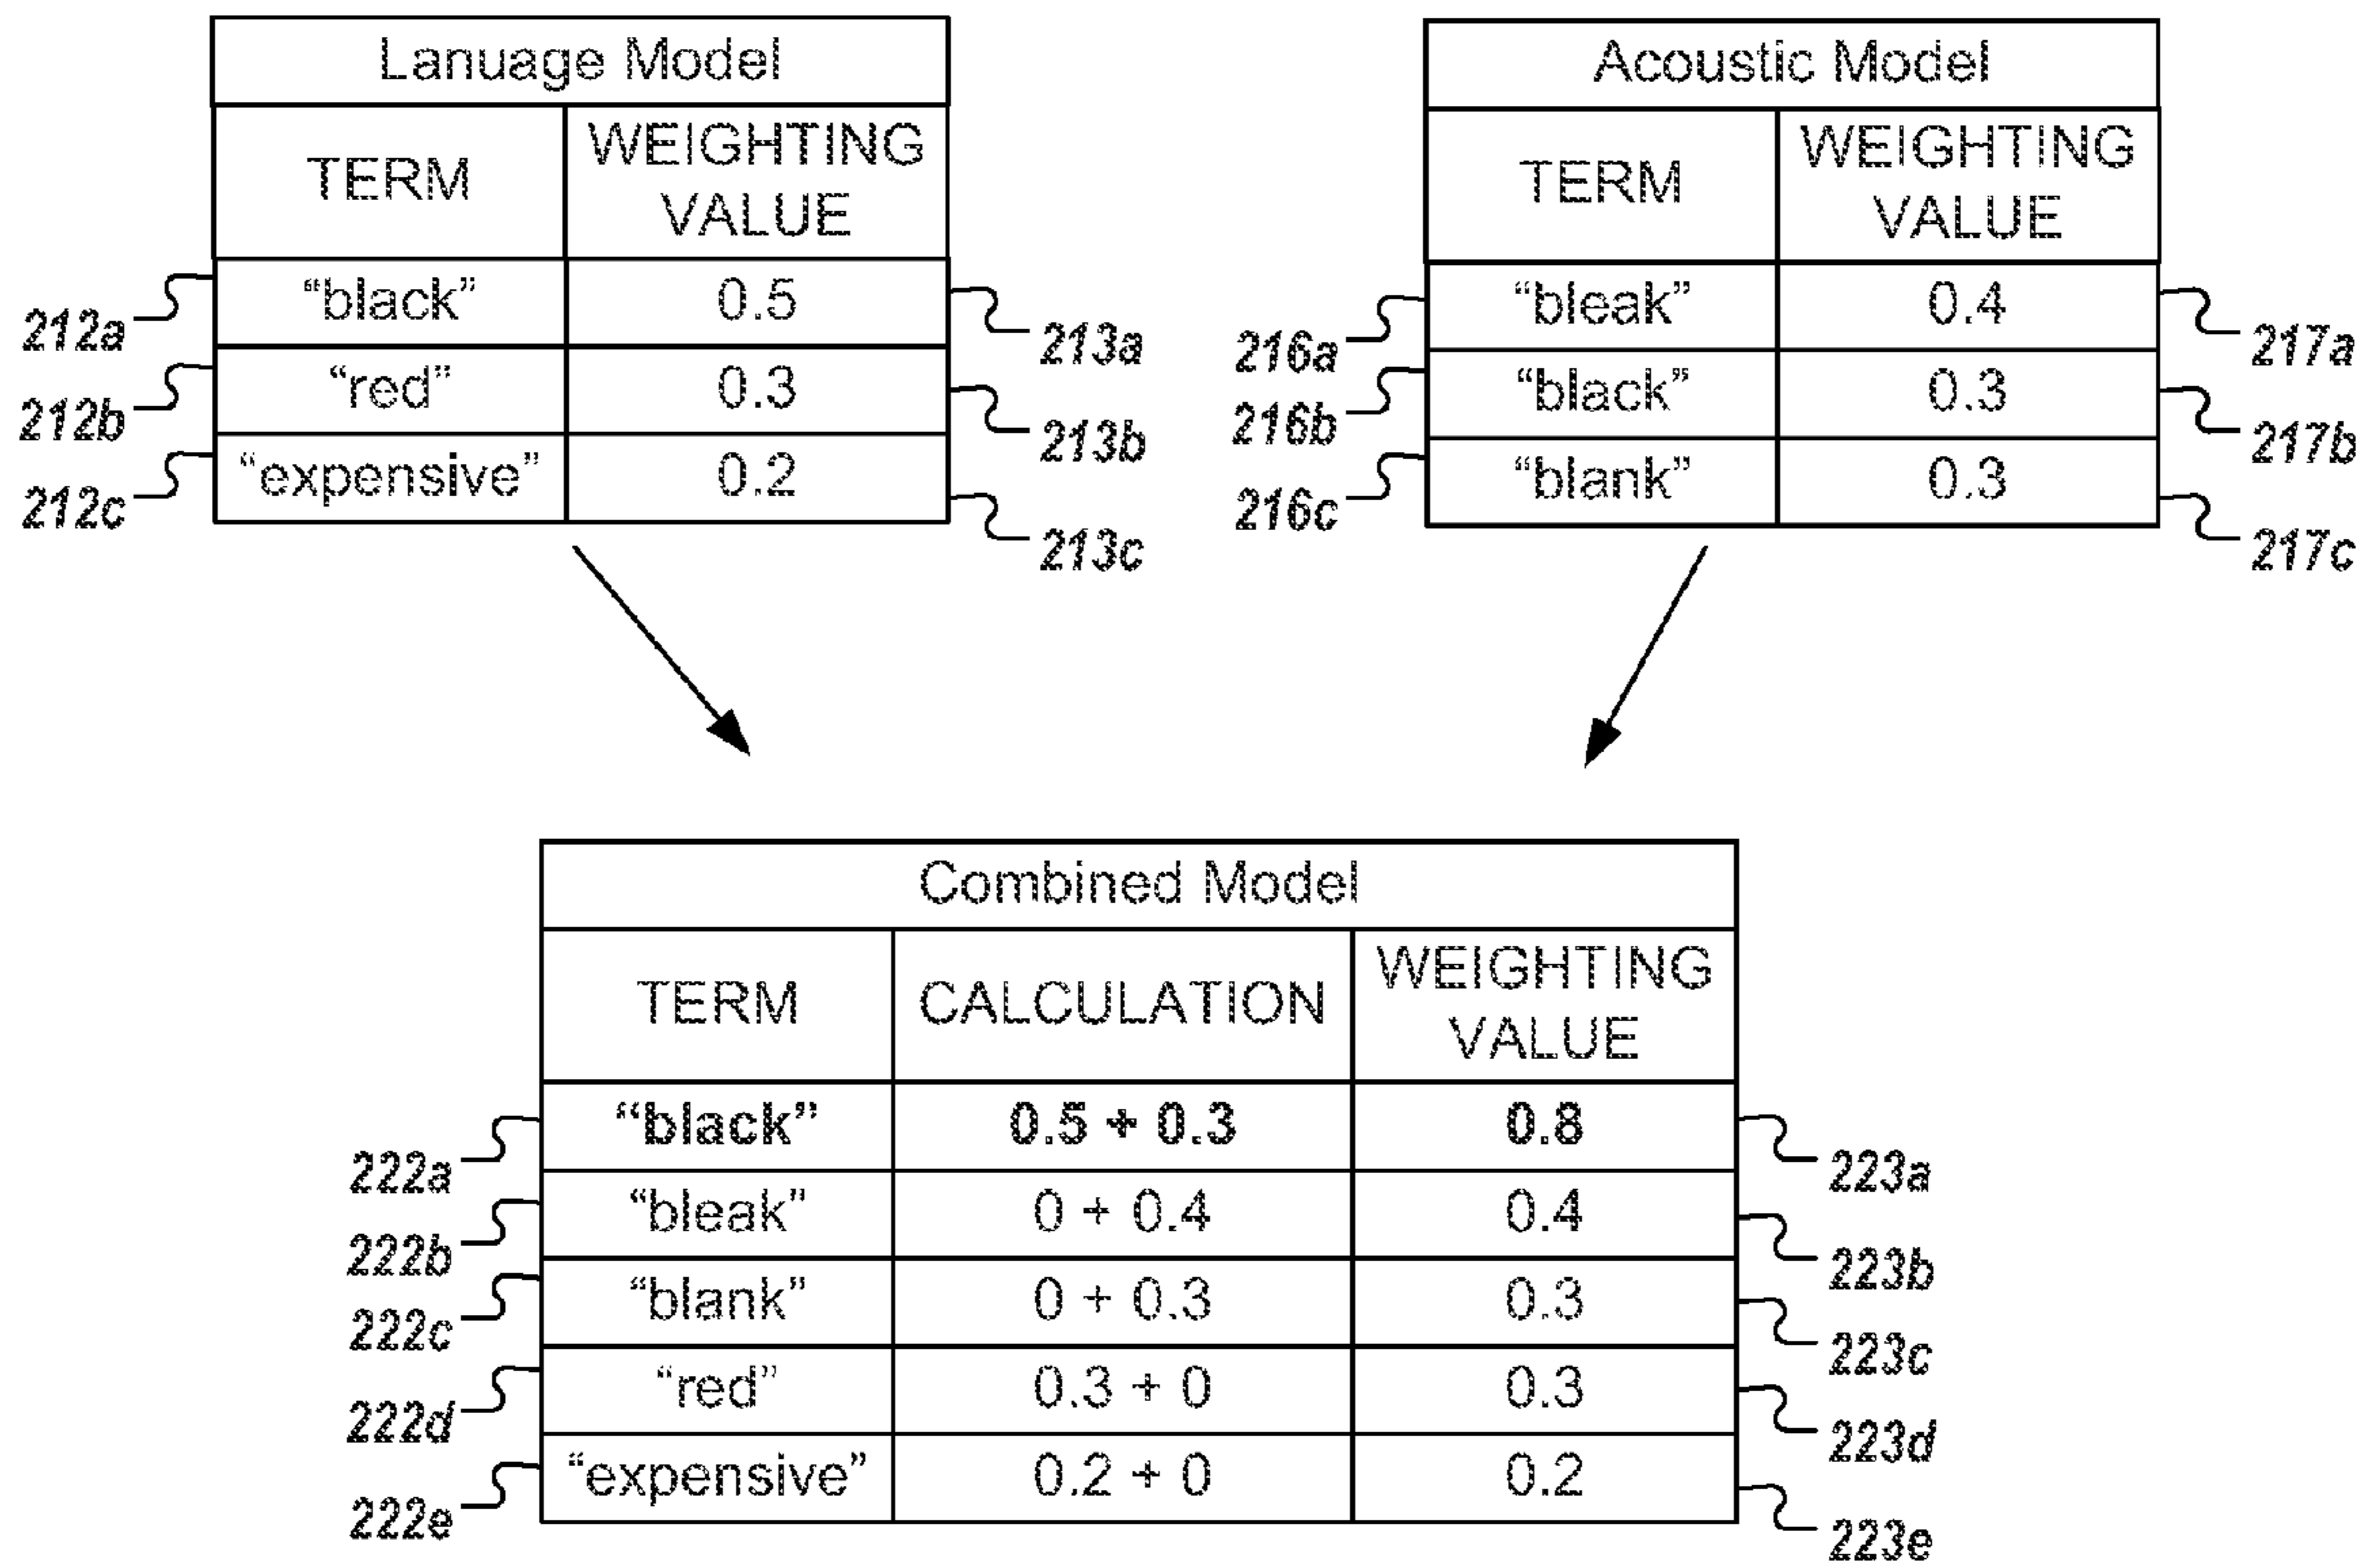 Lanuage Model
TERM
WEIGHTING
VALUE
“black” 0.5
“red” 0.3
“expensive” 0.2
212a
212b
212c
213a
213b
213c
Acoustic Model
TERM
WEIGHTING
VALUE
“bleak” 0.4
“black” 0.3
“blank” 0.3
216a
216b
216c
217a
217b
217c
Combined Model
TERM
CALCULATION
WEIGHTING
VALUE
“black” 0.5 + 0.3 0.8
“bleak” 0 + 0.4 0.4
“blank” 0 + 0.3 0.3
“red” 0.3 + 0 0.3
“expensive” 0.2 + 0 0.2
222a
222b
222c
222d
222e
223a
223b
223c
223d
223e